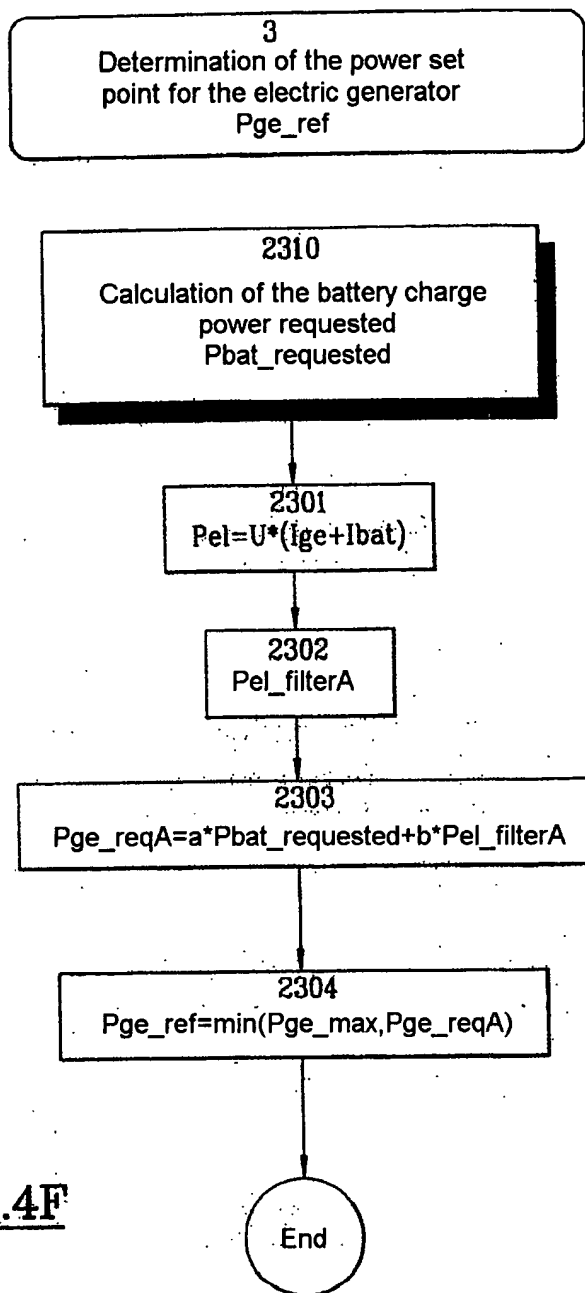 3
Determination of the power set
point for the electric generator
Pge_ref
2310
Calculation of the battery charge
power requested
Pbat_requested
2301
Pel=U*(Ige+Ibat)
2302
Pel_filterA
2303
Pge_reqA=a*Pbat_requested+b*Pel_filterA
2304
Pge_ref=min(Pge_max,Pge_reqA)
.4F
End